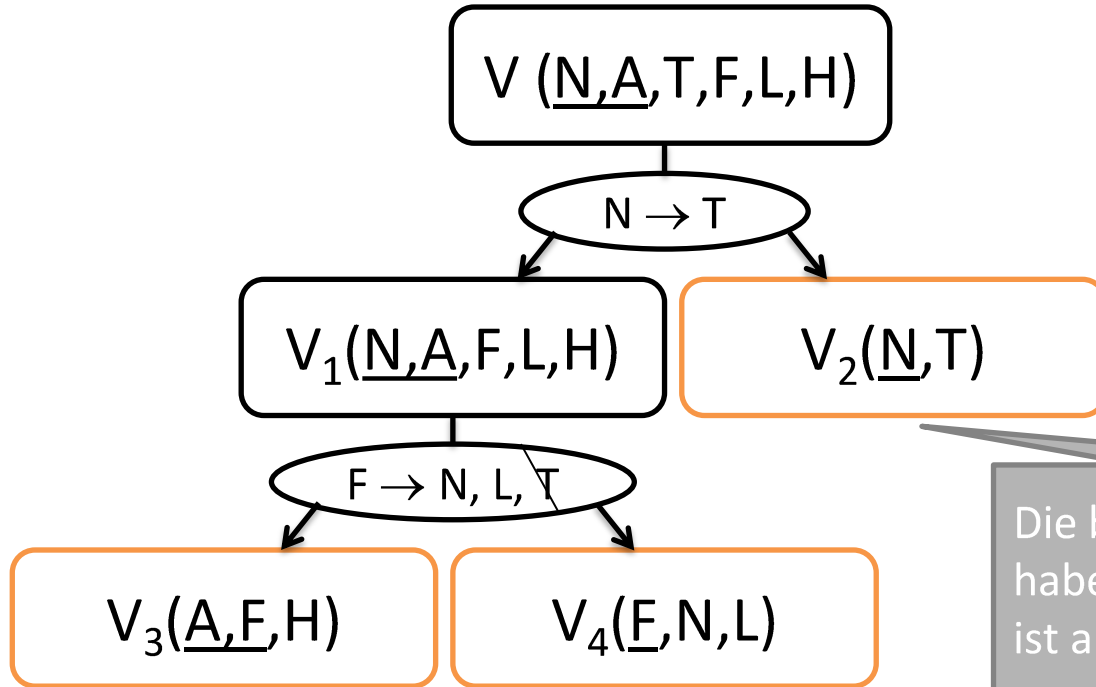 V (N,A,T,F,L,H)
N → T
V₁(N,A,F,L,H)
V₂(N,T)
F → N, L, T
Die
habe
ist
V₃(A,F,H)
V₄(F,N,L)